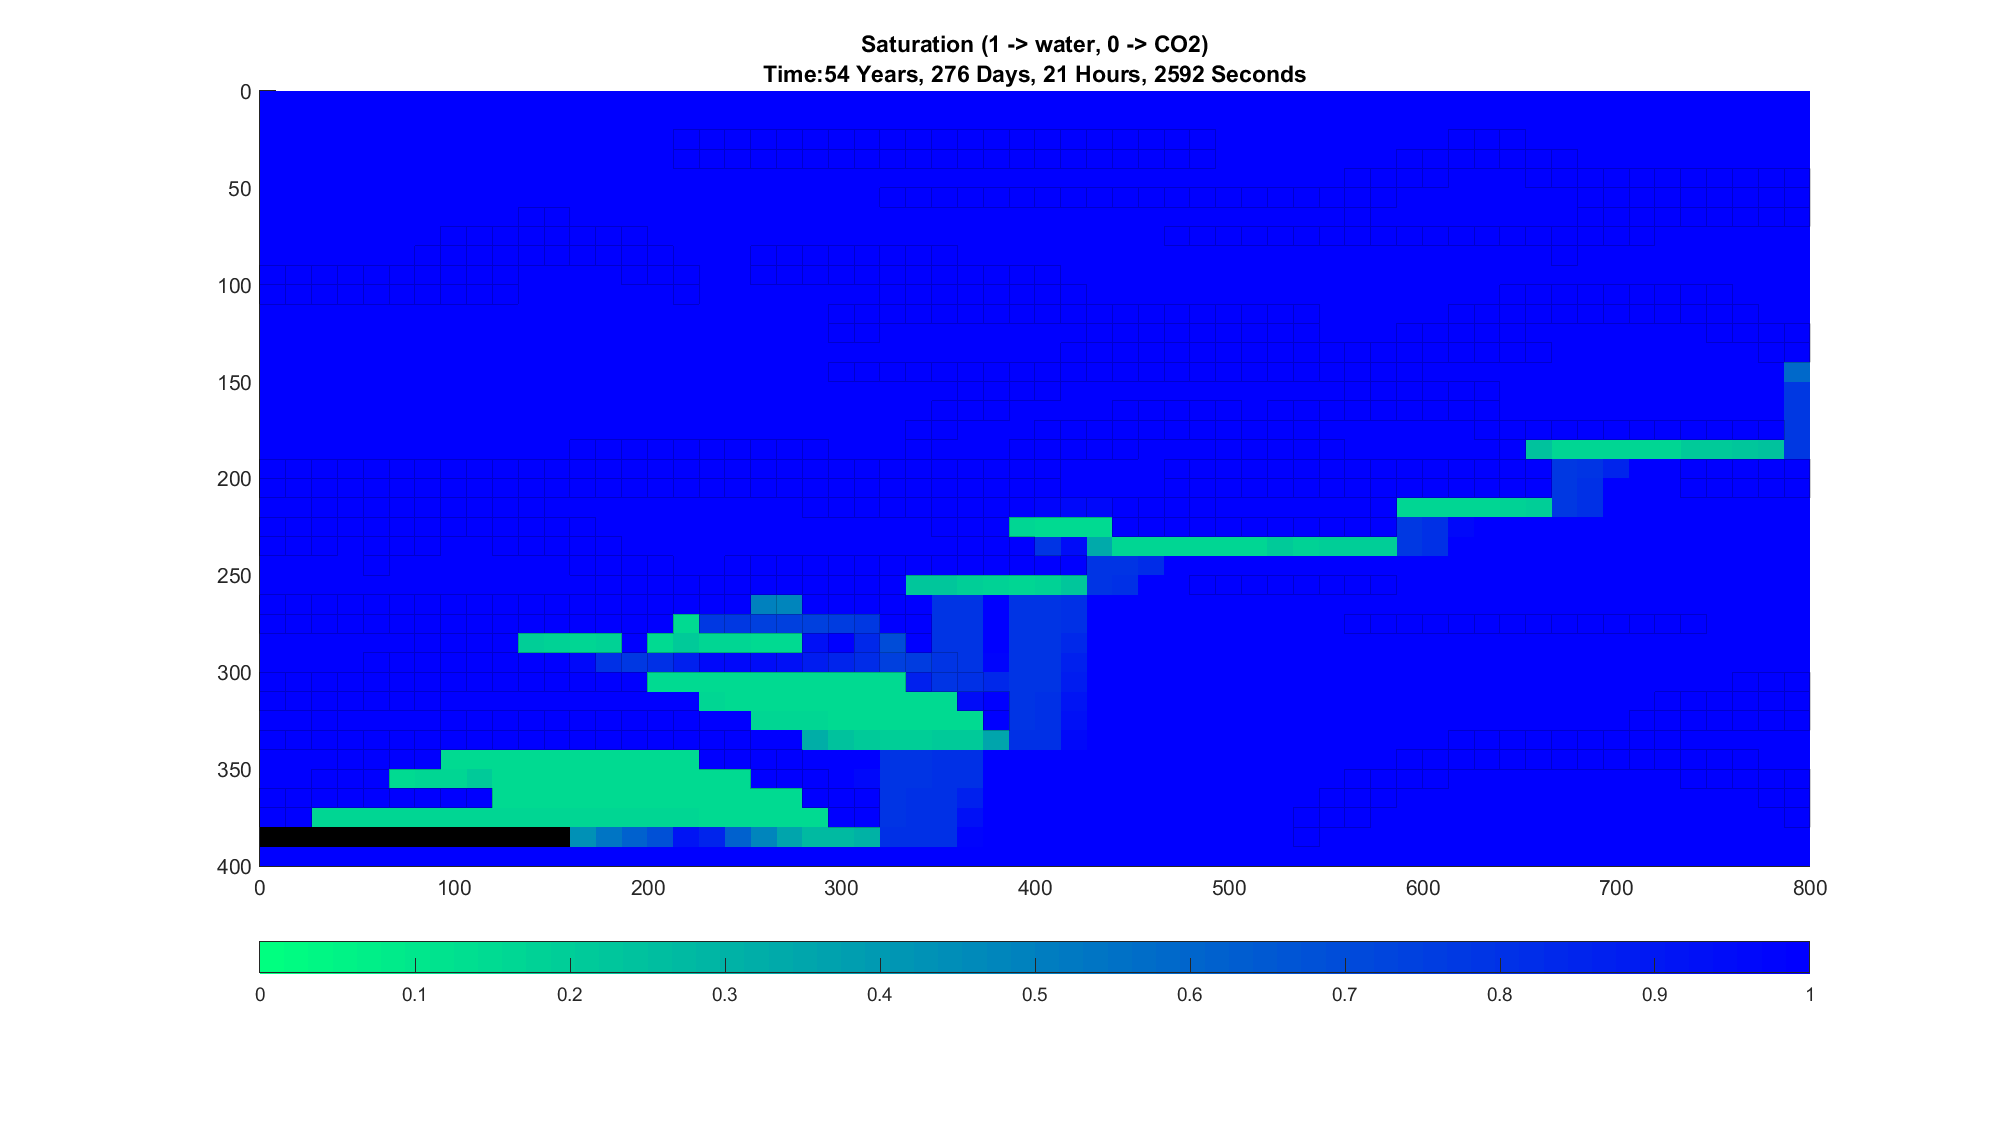 Saturation (1 -> water, 0 -> CO2)
Time:54 Years, 276 Days, 21 Hours, 2592 Seconds
0
50
100
150
200
250
300
350
400
0 100 200 300 400 500 600 700 800
0 0.1 0.2 0.3 0.4 0.5 0.6 0.7 0.8 0.9 1